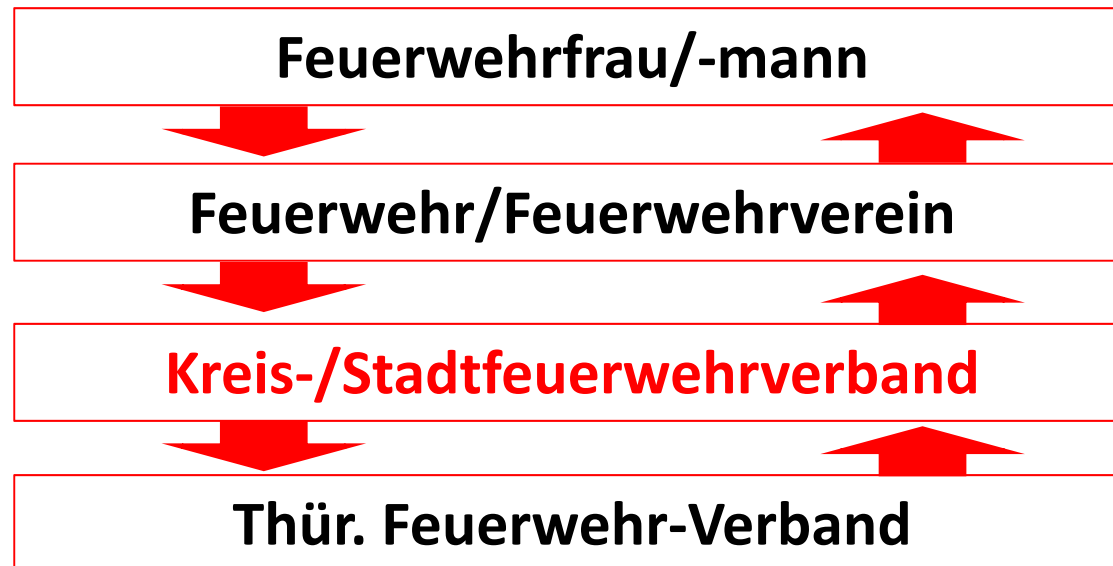 Feuerwehrfrau/-mann
Feuerwehr/Feuerwehrverein
Kreis-/Stadtfeuerwehrverband
Thür. Feuerwehr-Verband